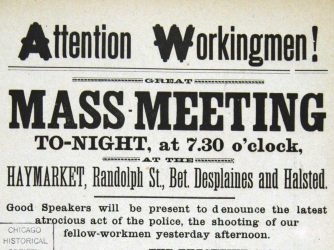 Attention Workingmen!
GREAT
MASS-MEETING
TO-NIGHT, at 7.30 o'clock,
AT THE
HAYMARKET, Randolph St., Bet. Desplaines and Halsted.
Good Speakers will be present to denounce the latest
atrocious act of the police, the shooting of our
fellow-workmen yesterday afternoon.
CHICAGO
HISTORICAL